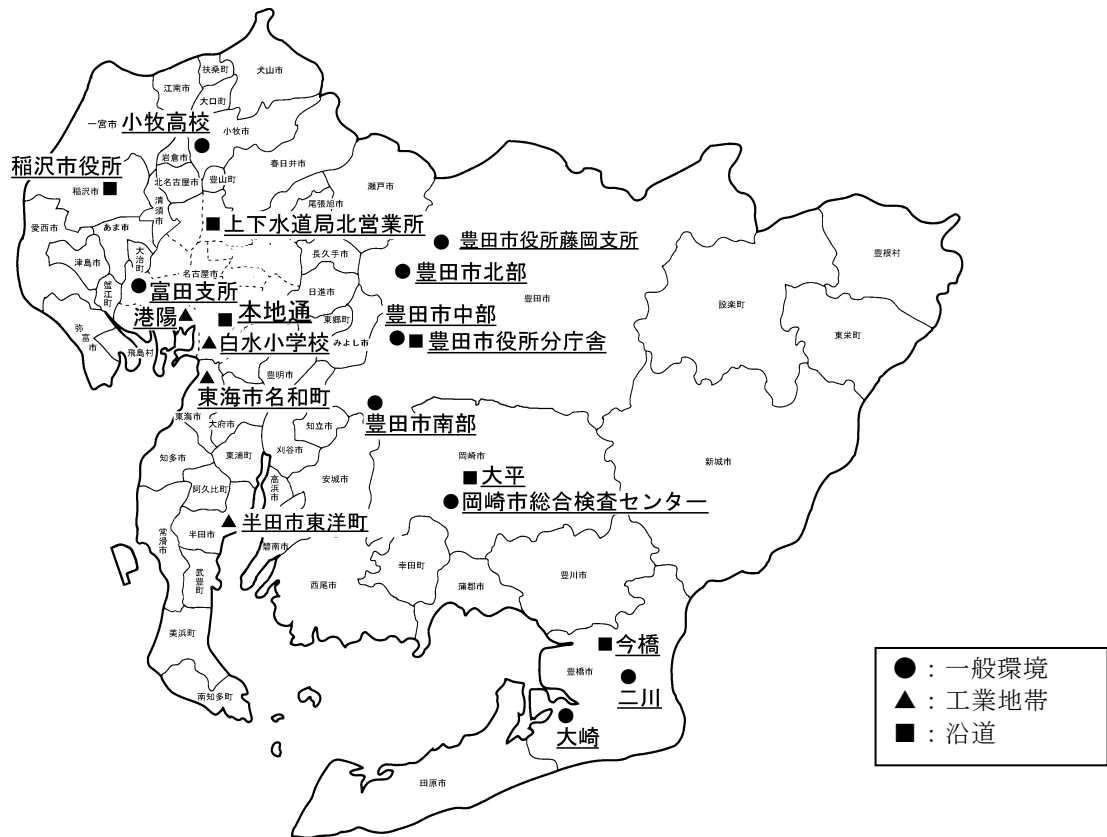 扶桑町
犬山市
江南市
大口町
一宮市
小牧高校
小牧市
岩倉市
稲沢市役所
北名古屋市
豊山町
春日井市
瀬戸市
稲沢市
清須市
尾張旭市
愛西市
あま市
上下水道局北営業所
豊田市役所藤岡支所
大治町
長久手市
津島市
名古屋市
豊田市北部
豊根村
富田支所
日進市
豊田市
設楽町
蟹江町
港陽
本地通
東郷町
豊田市中部
東栄町
弥富市
飛島村
白水小学校
みよし市
豊田市役所分庁舎
豊明市
東海市名和町
東海市
大府市
知立市
豊田市南部
刈谷市
知多市
東浦町
岡崎市
新城市
高浜市
安城市
大平
阿久比町
岡崎市総合検査センター
半田市東洋町
常滑市
半田市
碧南市
幸田町
豊川市
武豊町
西尾市
蒲郡市
美浜町
今橋
豊橋市
二川
南知多町
大崎
田原市
●：一般環境
▲：工業地帯
■：沿道